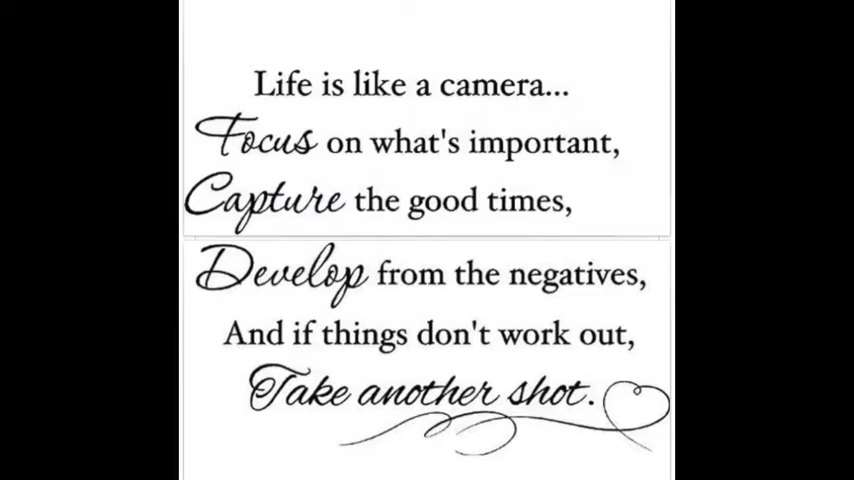 Life is like a camera...
Focus on what's important,
Capture the good times,
Develop from the negatives,
And if things don't work out,
Take another shot.